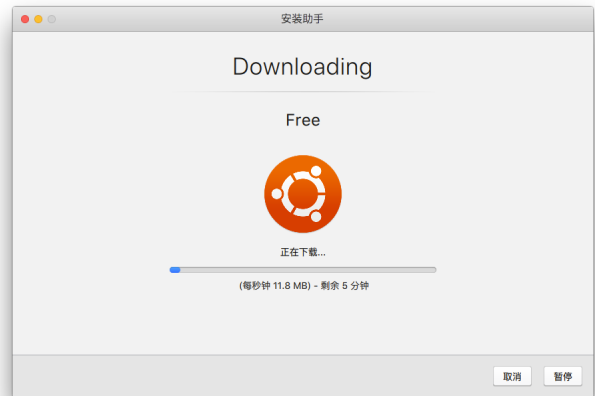 安装助手
Downloading
Free
正在下载...
(每秒钟 11.8 MB) - 剩余 5 分钟
取消
暂停